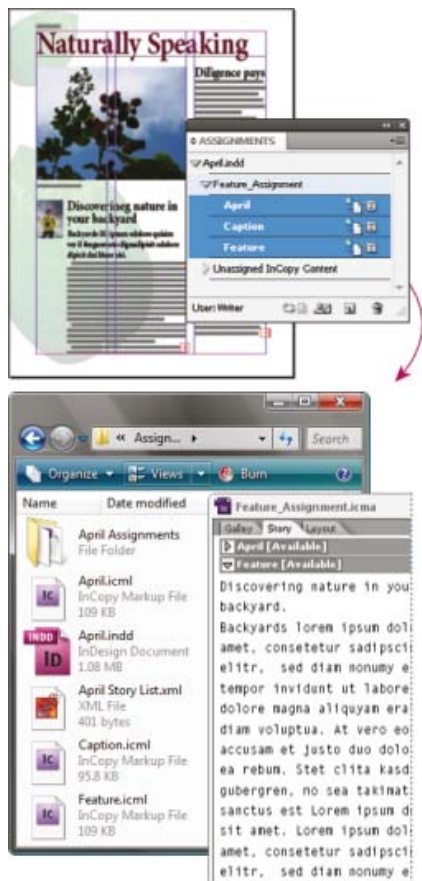 Naturally Speaking
Diligence pays
Discovering nature in
your backyard
ASSIGNMENTS
April.indd
Feature_Assignment
April
Caption
Feature
Unassigned InCopy Content
User: Writer
« Assign...
Search
Organize
Views
Burn
Name
Date modified
April Assignments
File Folder
April.icml
InCopy Markup File
109 KB
INDD
ID
April.indd
InDesign Document
1.08 MB
April Story List.xml
XML File
401 bytes
IC
Caption.icml
InCopy Markup File
95.8 KB
IC
Feature.icml
InCopy Markup File
109 KB
IC
Feature_Assignment.icma
Galley Story Layout
April [Available]
Feature [Available]
Discovering nature in you
backyard.
Backyards lorem ipsum dol
amet, consetetur sadipsci
elitr, sed diam nonumy e
tempor invidunt ut labore
dolore magna aliquyam era
diam voluptua. At vero eo
accusam et justo duo dolo
ea rebum. Stet clita kasd
gubergren, no sea takimat
sanctus est Lorem ipsum d
sit amet. Lorem ipsum dol
amet, consetetur sadipsci
elitr, sed diam nonumy e